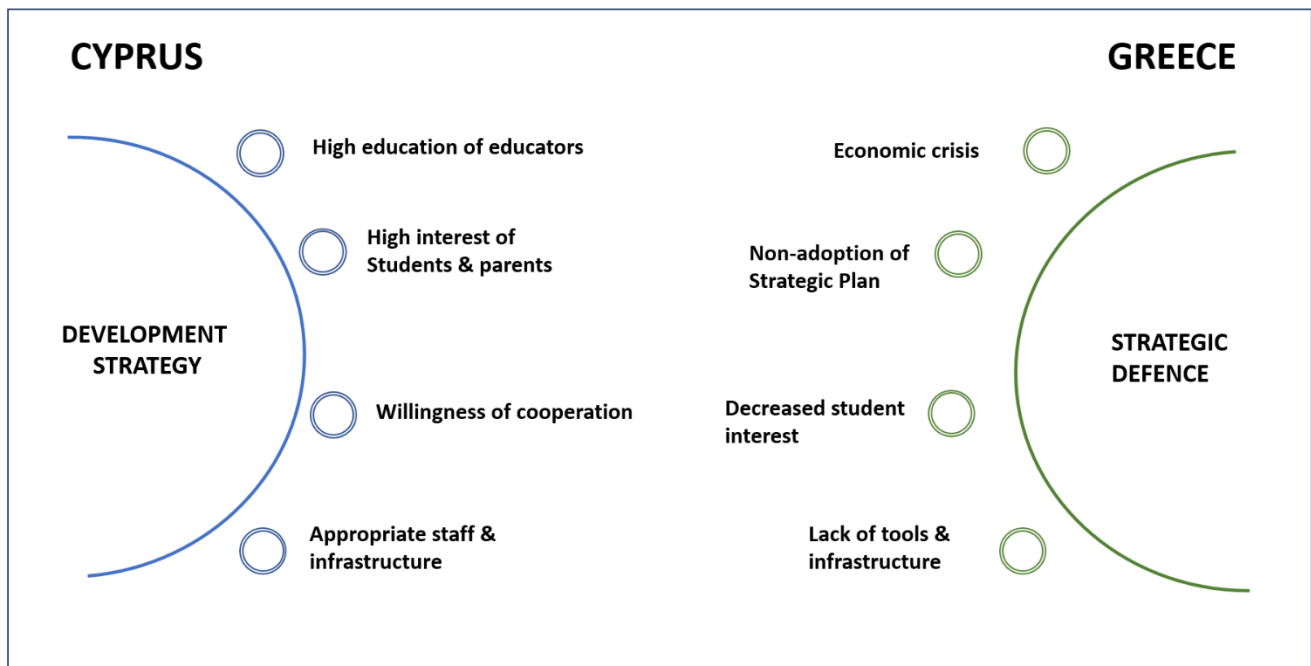 CYPRUS
GREECE
High education of educators
High interest of
Students & parents
DEVELOPMENT
STRATEGY
Willingness of cooperation
Appropriate staff &
infrastructure
Economic crisis
Non-adoption of
Strategic Plan
STRATEGIC
DEFENCE
Decreased student
interest
Lack of tools &
infrastructure